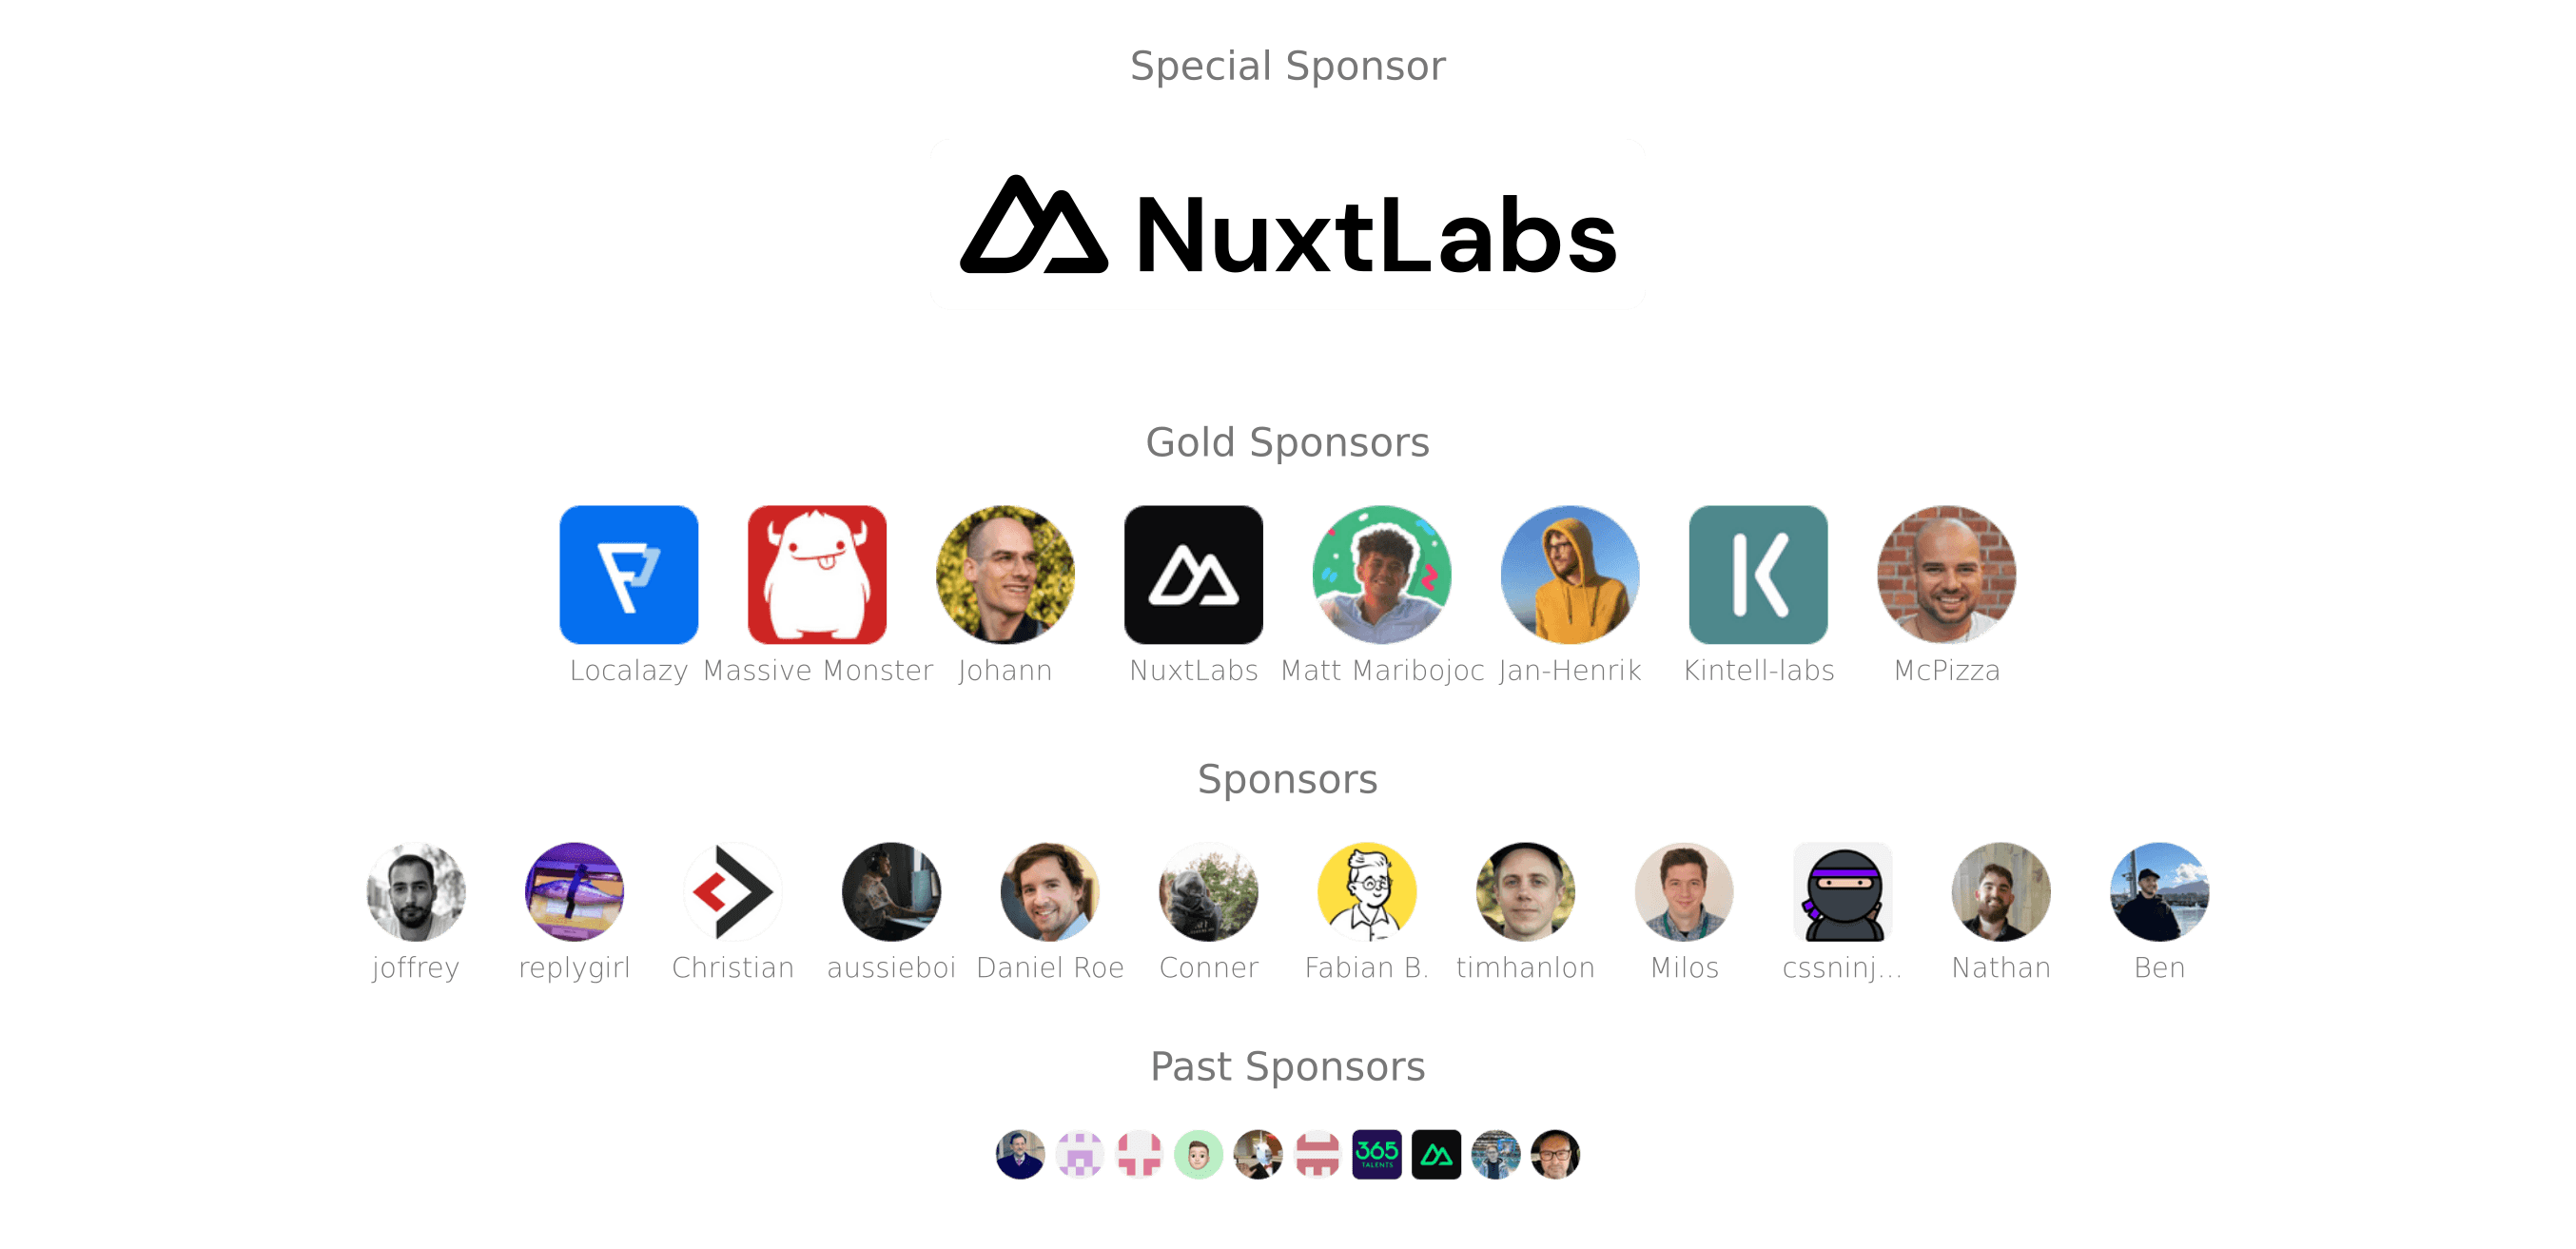 Special Sponsor
NuxtLabs
Gold Sponsors
Localazy Massive Monster Johann NuxtLabs Matt Maribojoc Jan-Henrik Kintell-labs McPizza
Sponsors
joffrey replygirl Christian aussieboi Daniel Roe Conner Fabian B. timhanlon Milos cssninj... Nathan Ben
Past Sponsors
365
TALENTS